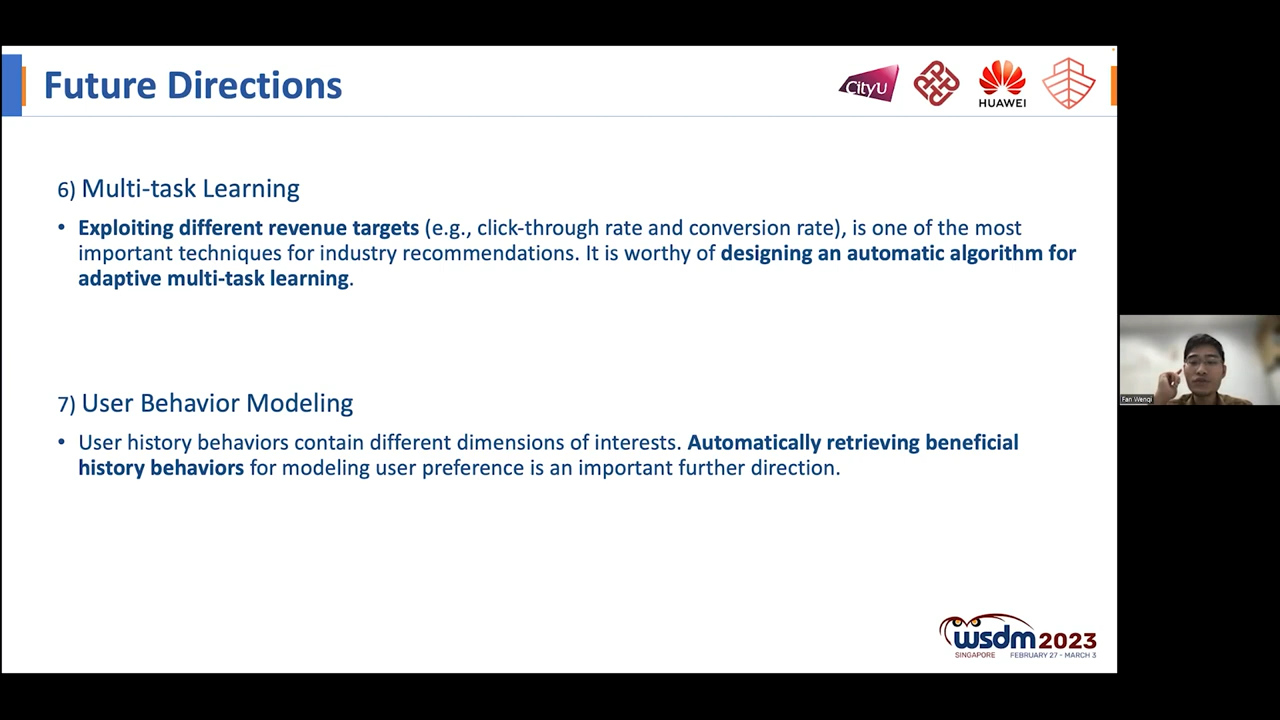 Future Directions
CityU
HUAWEI
6) Multi-task Learning
• Exploiting different revenue targets (e.g., click-through rate and conversion rate), is one of the most
important techniques for industry recommendations. It is worthy of designing an automatic algorithm for
adaptive multi-task learning.
7) User Behavior Modeling
• User history behaviors contain different dimensions of interests. Automatically retrieving beneficial
history behaviors for modeling user preference is an important further direction.
Fan Wenqi
wsdm 2023
SINGAPORE FEBRUARY 27 - MARCH 3